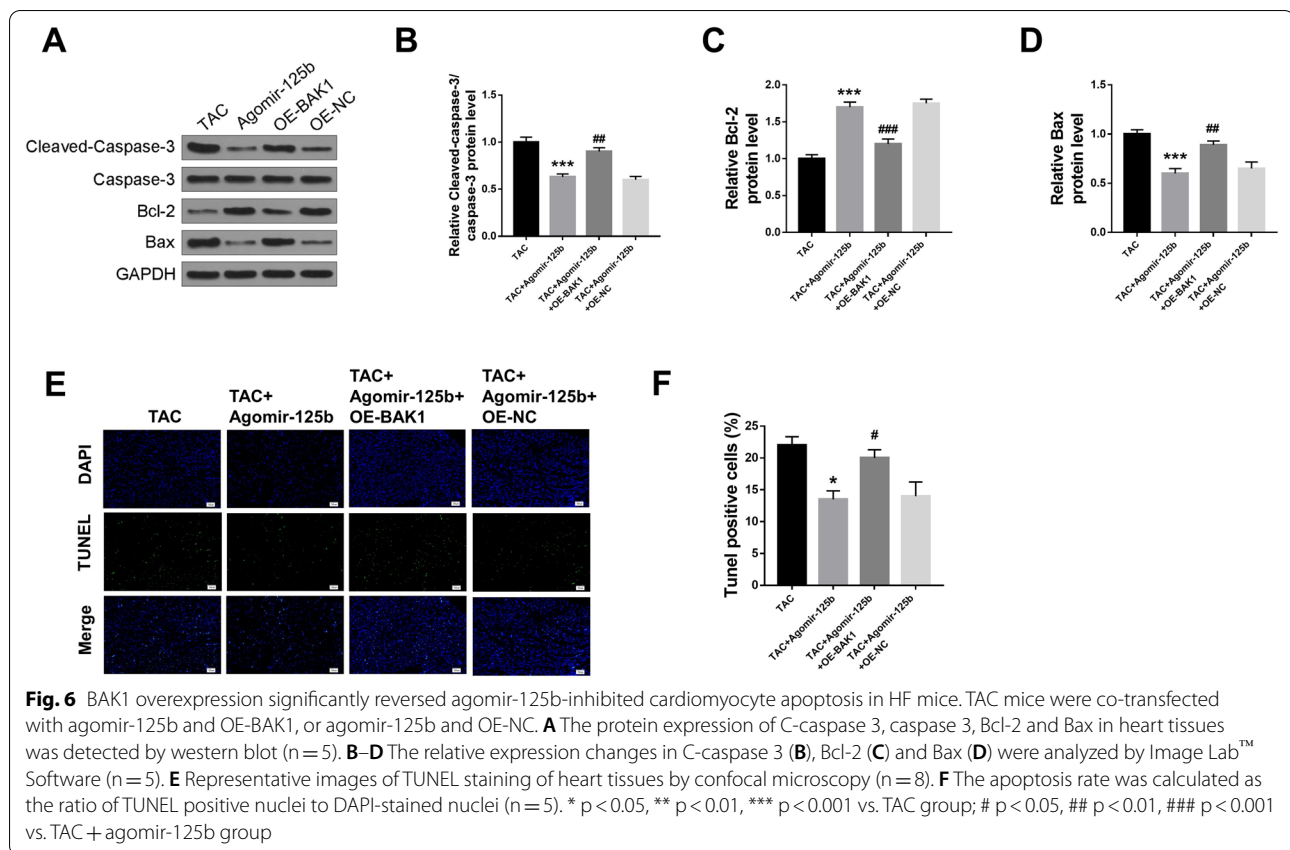 A
TAC
Agomir-125b
OE-BAK1
OE-NC
Cleaved-Caspase-3
Caspase-3
Bcl-2
Bax
GAPDH
B
Relative Cleaved-caspase-3/
caspase-3 protein level
1.5
1.0
0.5
0.0
***
##
TAC
TAC+Agomir-125b
TAC+Agomir-125b
+OE-BAK1
TAC+Agomir-125b
+OE-NC
C
Relative Bcl-2
protein level
2.0
1.5
1.0
0.5
0.0
***
###
TAC
TAC+Agomir-125b
TAC+Agomir-125b
+OE-BAK1
TAC+Agomir-125b
+OE-NC
D
Relative Bax
protein level
1.5
1.0
0.5
0.0
***
##
TAC
TAC+Agomir-125b
TAC+Agomir-125b
+OE-BAK1
TAC+Agomir-125b
+OE-NC
E
TAC
TAC+
Agomir-125b
TAC+
Agomir-125b+
OE-BAK1
TAC+
Agomir-125b+
OE-NC
DAPI
TUNEL
Merge
F
Tunel positive cells (%)
25
20
15
10
5
0
*
#
TAC
TAC+Agomir-125b
TAC+Agomir-125b
+OE-BAK1
TAC+Agomir-125b
+OE-NC
Fig. 6 BAK1 overexpression significantly reversed agomir-125b-inhibited cardiomyocyte apoptosis in HF mice. TAC mice were co-transfected
with agomir-125b and OE-BAK1, or agomir-125b and OE-NC. A The protein expression of C-caspase 3, caspase 3, Bcl-2 and Bax in heart tissues
was detected by western blot (n = 5). B–D The relative expression changes in C-caspase 3 (B), Bcl-2 (C) and Bax (D) were analyzed by Image Lab™
Software (n = 5). E Representative images of TUNEL staining of heart tissues by confocal microscopy (n = 8). F The apoptosis rate was calculated as
the ratio of TUNEL positive nuclei to DAPI-stained nuclei (n = 5). * p < 0.05, ** p < 0.01, *** p < 0.001 vs. TAC group; # p < 0.05, ## p < 0.01, ### p < 0.001
vs. TAC + agomir-125b group